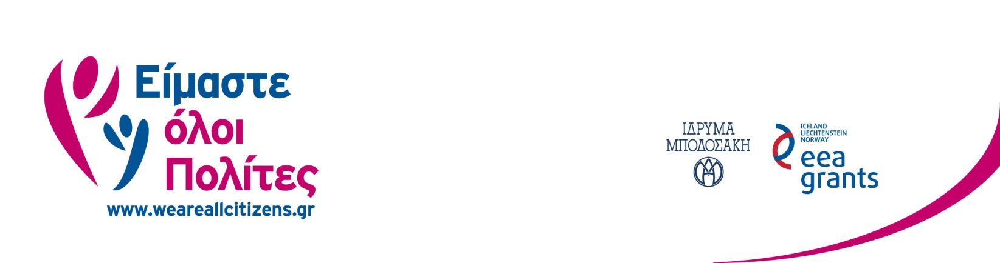 Είμαστε
όλοι
Πολίτες
www.weareallcitizens.gr
ΙΔΡΥΜΑ
ΜΠΟΔΟΣΑΚΗ
ICELAND
LIECHTENSTEIN
NORWAY
eea
grants